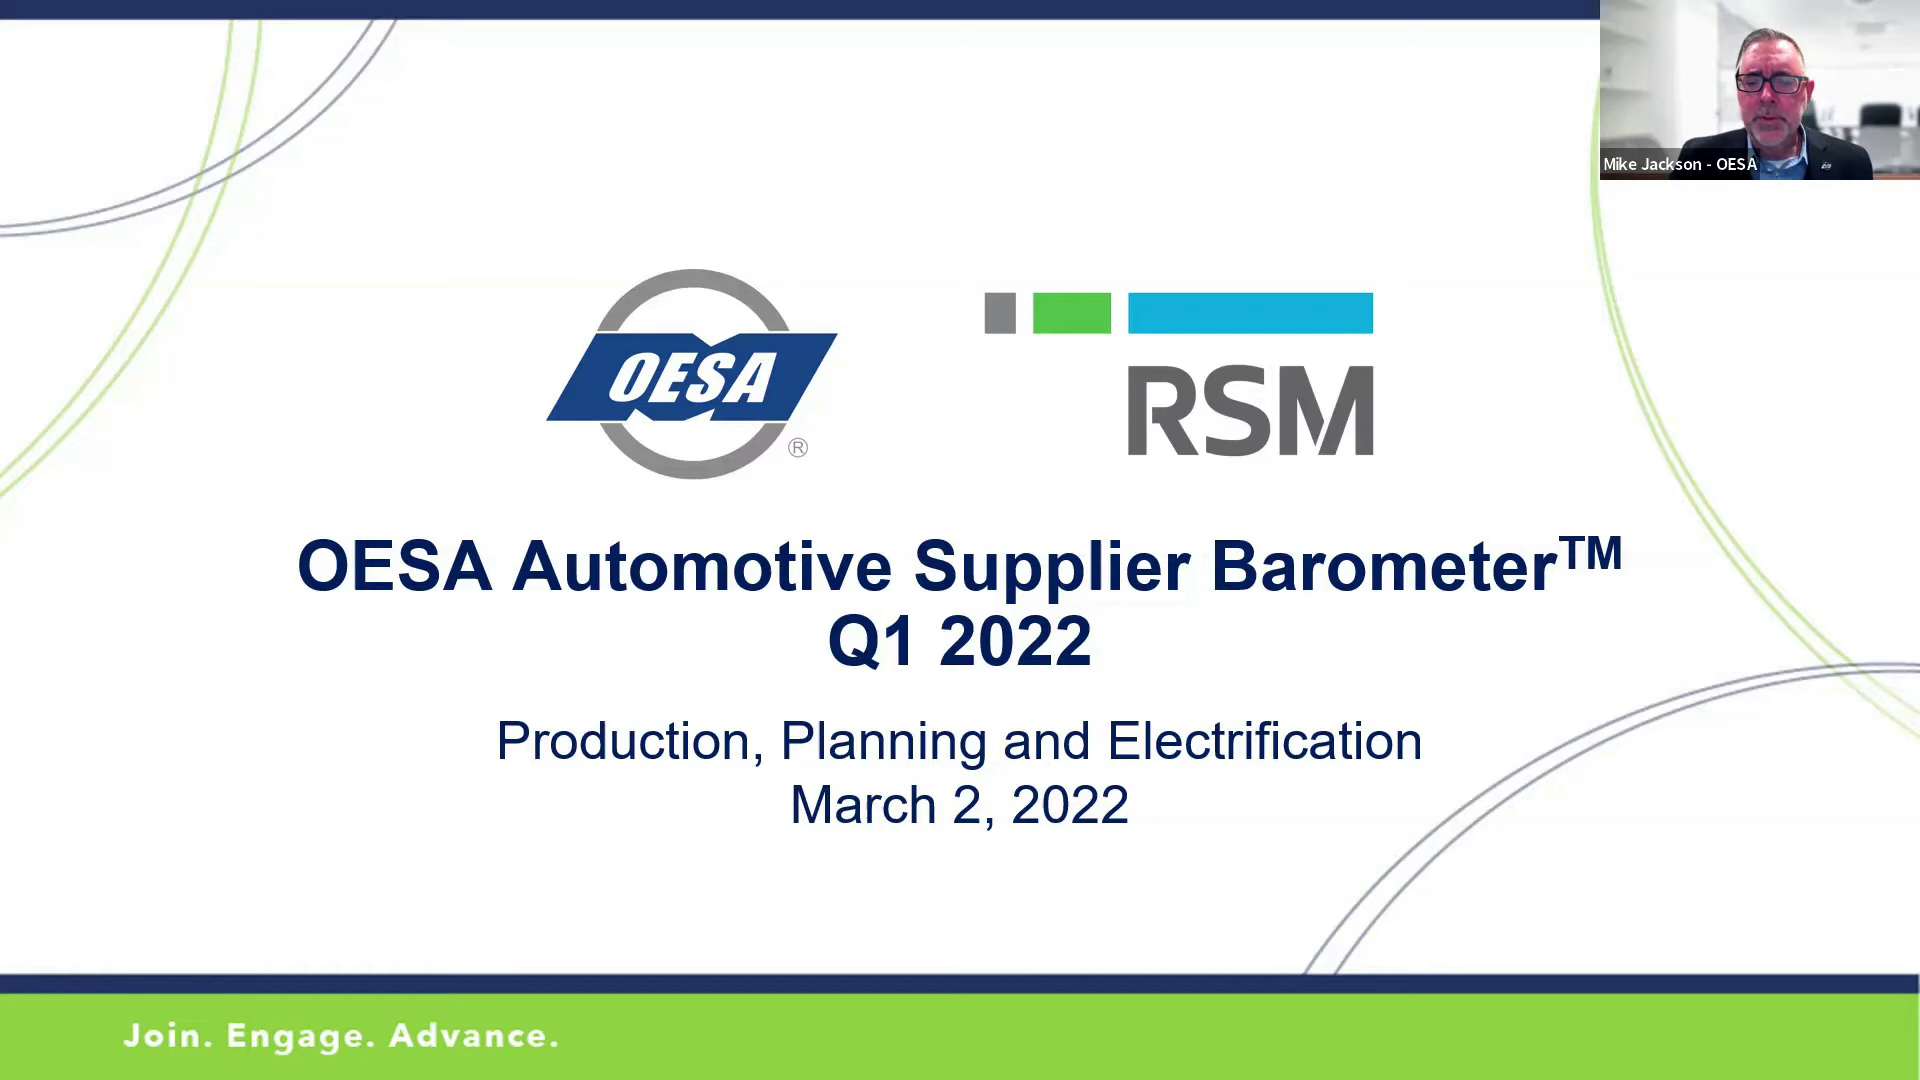 Mike Jackson - OESA
OESA
®
RSM
OESA Automotive Supplier Barometer™
Q1 2022
Production, Planning and Electrification
March 2, 2022
Join. Engage. Advance.